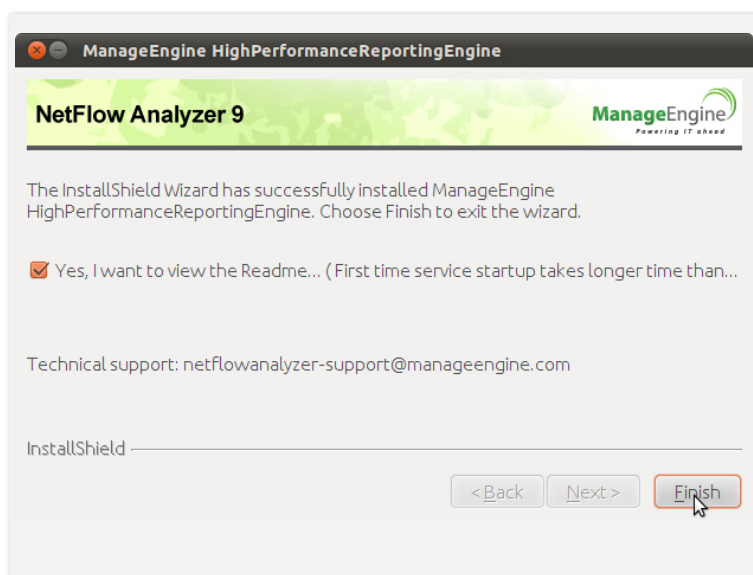 ManageEngine HighPerformanceReportingEngine
NetFlow Analyzer 9
ManageEngine
Powering IT ahead
The InstallShield Wizard has successfully installed ManageEngine
HighPerformanceReportingEngine. Choose Finish to exit the wizard.
Yes, I want to view the Readme... ( First time service startup takes longer time than...
Technical support: netflowanalyzer-support@manageengine.com
InstallShield
< Back Next > Finish